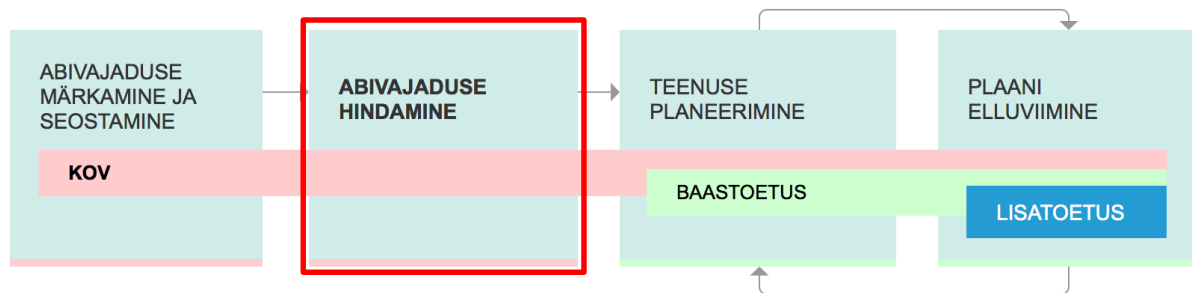 ABIVAJADUSE
MÄRKAMINE JA
SEOSTAMINE
ABIVAJADUSE
HINDAMINE
TEENUSE
PLANEERIMINE
PLAANI
ELLUVIIMINE
KOV
BAASTOETUS
LISATOETUS